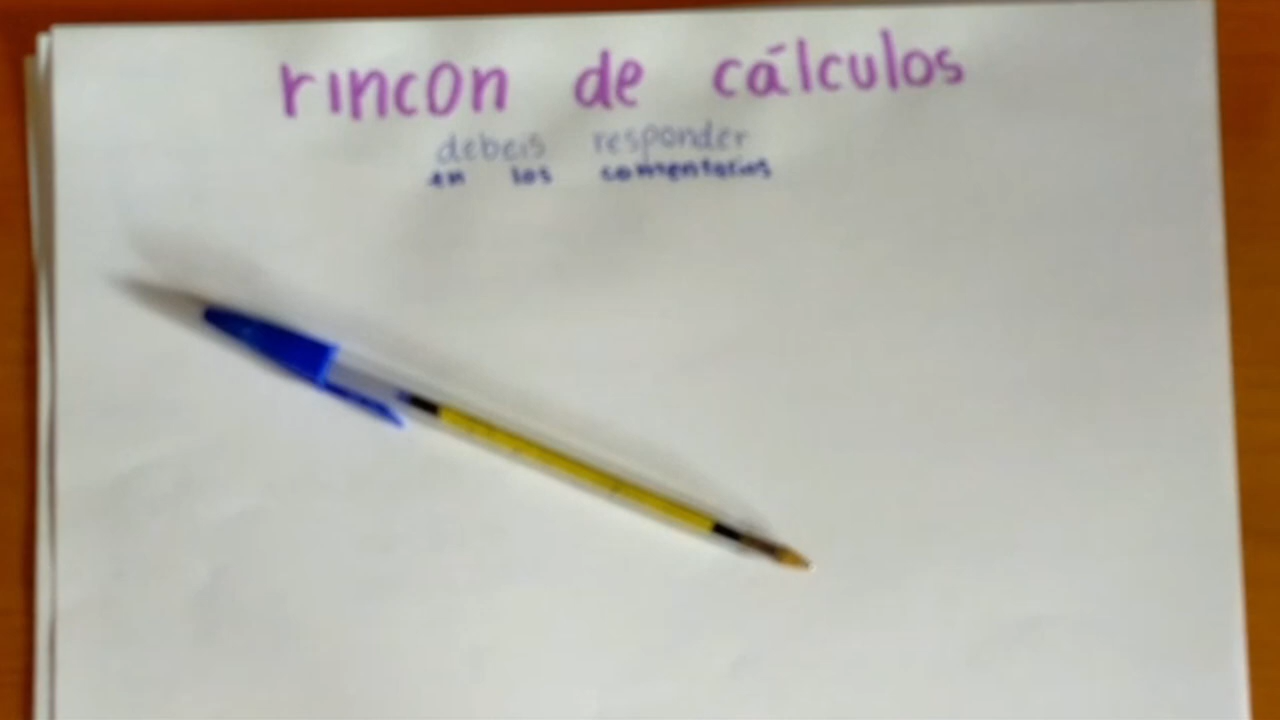 rincon de cálculos
debeis responder
en los comentarios